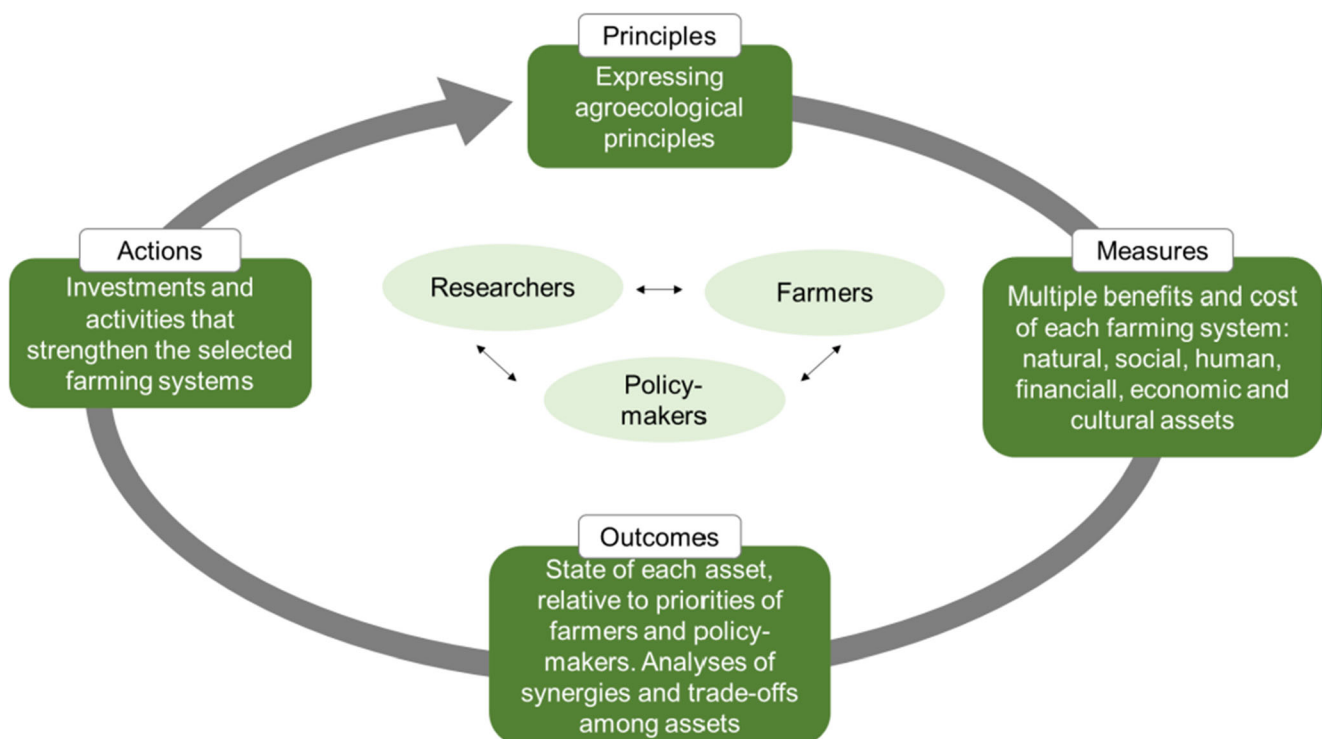 Principles
Expressing
agroecological
principles
Actions
Investments and
activities that
strengthen the selected
farming systems
Researchers
Farmers
Policy-
makers
Measures
Multiple benefits and cost
of each farming system:
natural, social, human,
financiall, economic and
cultural assets
Outcomes
State of each asset,
relative to priorities of
farmers and policy-
makers. Analyses of
synergies and trade-offs
among assets